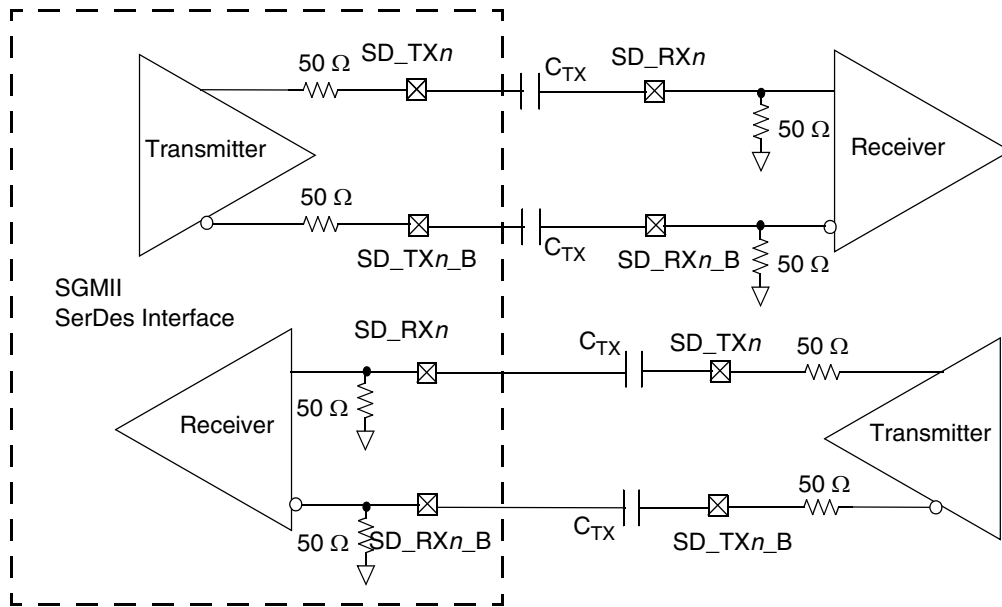 50 Ω
SD_TXn
C_TX
SD_RXn
50 Ω
Transmitter
Receiver
50 Ω
SD_TXn_B
C_TX
SD_RXn_B
50 Ω
SGMII
SerDes Interface
SD_RXn
C_TX
SD_TXn
50 Ω
50 Ω
Receiver
Transmitter
50 Ω
50 Ω
SD_RXn_B
C_TX
SD_TXn_B